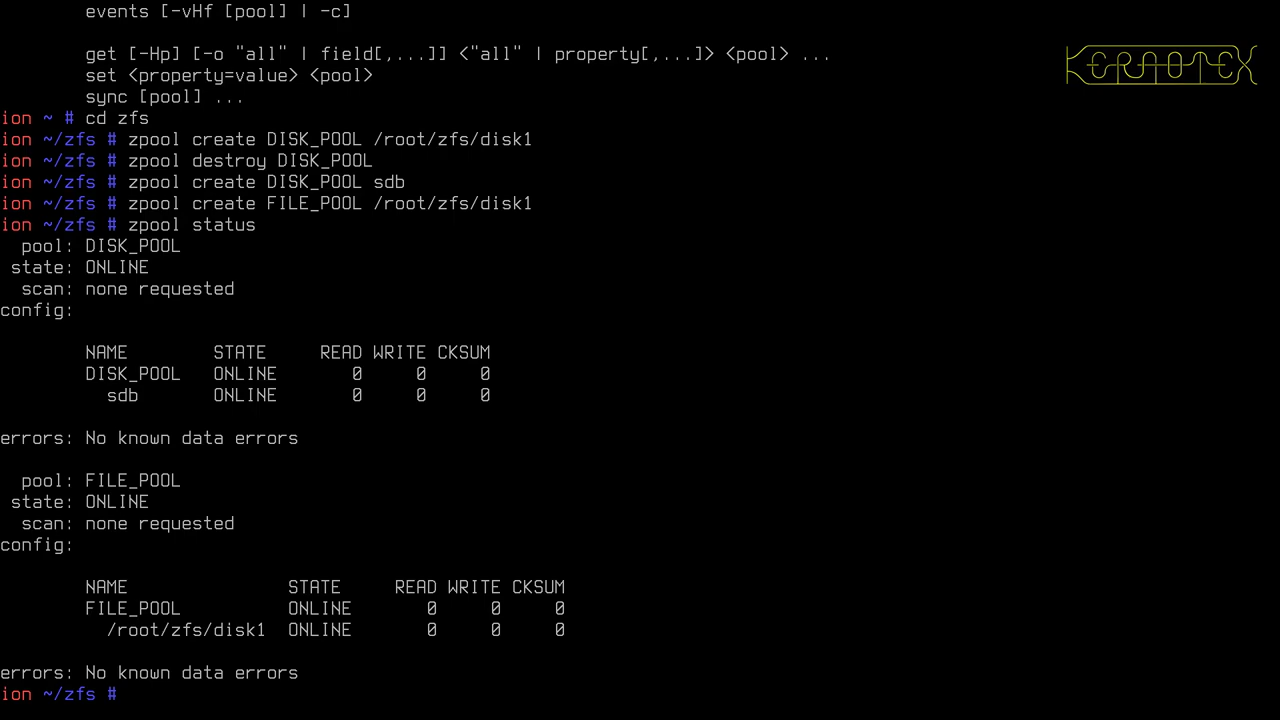 events [-vHf [pool] | -c]
get [-Hp] [-o "all" | field[,...]] <"all" | property[,...]> <pool> ...
set <property=value> <pool>
sync [pool] ...
ion ~ # cd zfs
ion ~/zfs # zpool create DISK_POOL /root/zfs/disk1
ion ~/zfs # zpool destroy DISK_POOL
ion ~/zfs # zpool create DISK_POOL sdb
ion ~/zfs # zpool create FILE_POOL /root/zfs/disk1
ion ~/zfs # zpool status
pool: DISK_POOL
state: ONLINE
scan: none requested
config:
NAME STATE READ WRITE CKSUM
DISK_POOL ONLINE 0 0 0
sdb ONLINE 0 0 0
errors: No known data errors
pool: FILE_POOL
state: ONLINE
scan: none requested
config:
NAME STATE READ WRITE CKSUM
FILE_POOL ONLINE 0 0 0
/root/zfs/disk1 ONLINE 0 0 0
errors: No known data errors
ion ~/zfs #